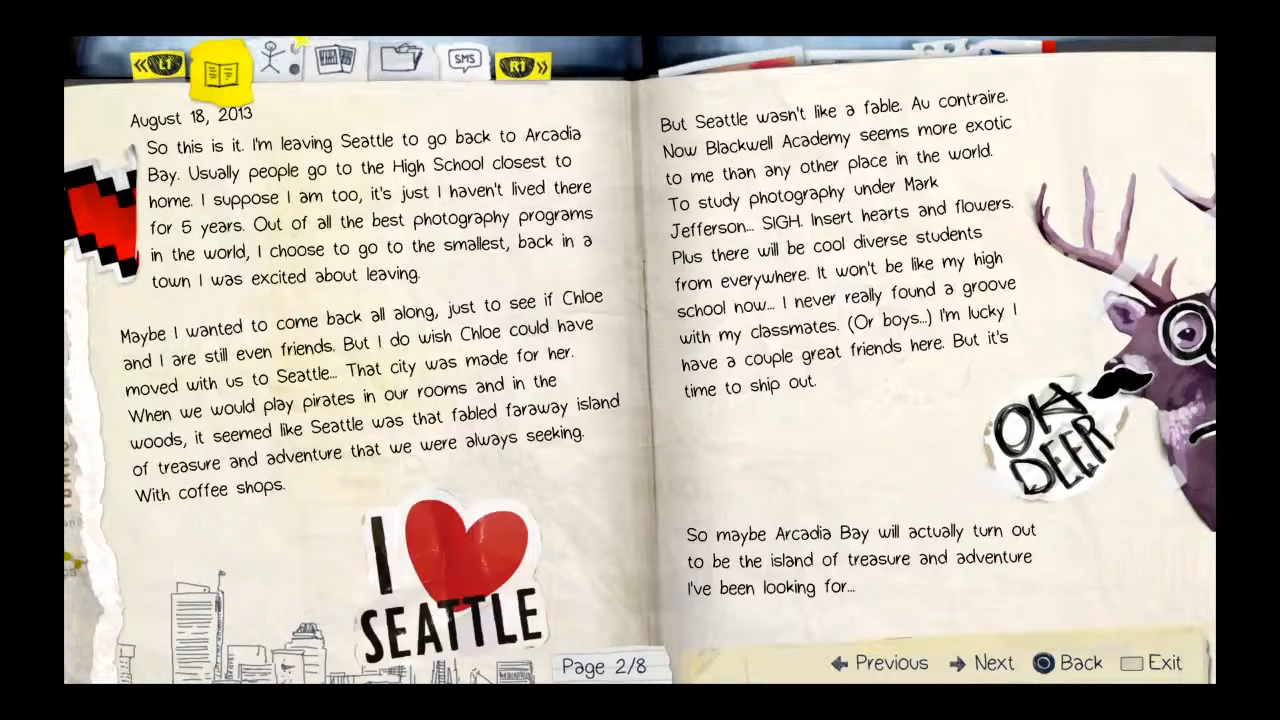 L1
SMS
R1
August 18, 2013
So this is it. I'm leaving Seattle to go back to Arcadia
Bay. Usually people go to the High School closest to
home. I suppose I am too, it's just I haven't lived there
for 5 years. Out of all the best photography programs
in the world, I choose to go to the smallest, back in a
town I was excited about leaving.
Maybe I wanted to come back all along, just to see if Chloe
and I are still even friends. But I do wish Chloe could have
moved with us to Seattle... That city was made for her.
When we would play pirates in our rooms and in the
woods, it seemed like Seattle was that fabled faraway island
of treasure and adventure that we were always seeking.
With coffee shops.
I
SEATTLE
Page 2/8
But Seattle wasn't like a fable. Au contraire.
Now Blackwell Academy seems more exotic
to me than any other place in the world.
To study photography under Mark
Jefferson... SIGH. Insert hearts and flowers.
Plus there will be cool diverse students
from everywhere. It won't be like my high
school now... I never really found a groove
with my classmates. (Or boys...) I'm lucky I
have a couple great friends here. But it's
time to ship out.
OH
DEER
So maybe Arcadia Bay will actually turn out
to be the island of treasure and adventure
I've been looking for...
Previous
Next
Back
Exit